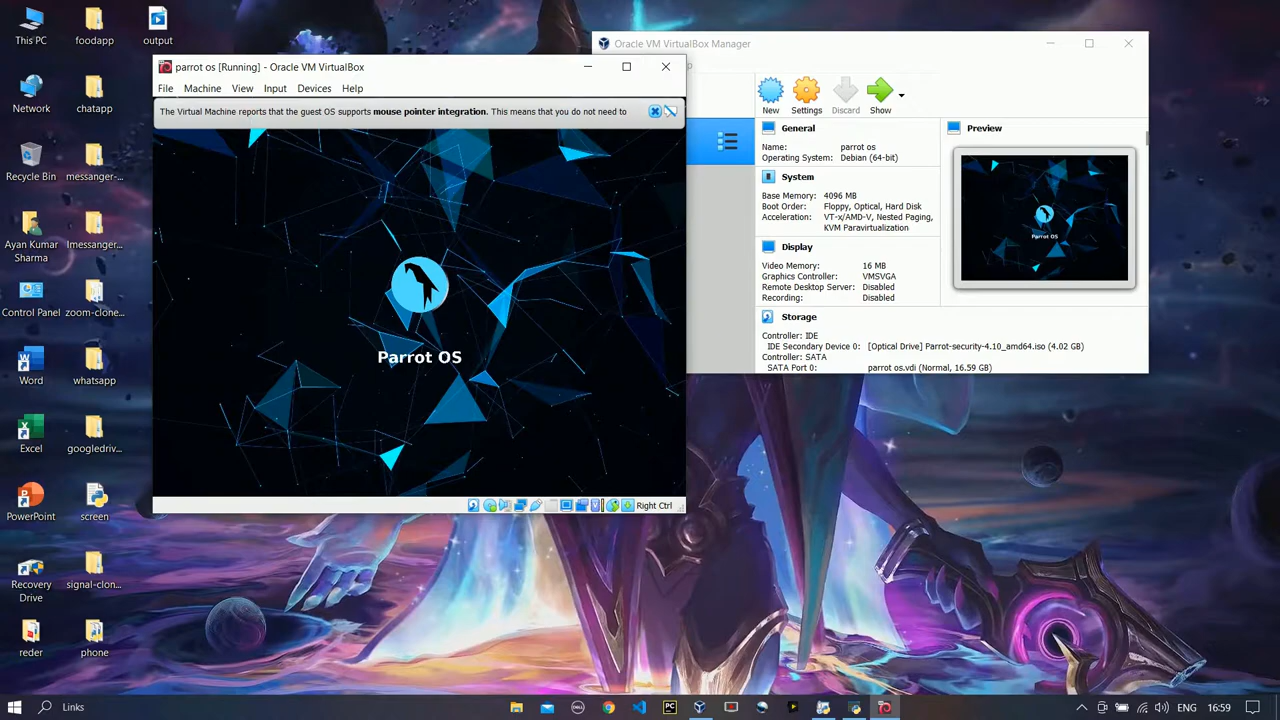 This PC
foodapp
output
Network
chatapp
Recycle Bin
messanger-...
Ayan Kumar
Sharma
lmessanger...
Control Panel
zoom-clone...
Word
whatsapp
Excel
googledriv...
PowerPoint
screen
Recovery
Drive
signal-clon...
reder
phone
parrot os [Running] - Oracle VM VirtualBox
File Machine View Input Devices Help
The Virtual Machine reports that the guest OS supports mouse pointer integration. This means that you do not need to
Parrot OS
Right Ctrl
Oracle VM VirtualBox Manager
New Settings Discard Show
General
Name: parrot os
Operating System: Debian (64-bit)
System
Base Memory: 4096 MB
Boot Order: Floppy, Optical, Hard Disk
Acceleration: VT-x/AMD-V, Nested Paging,
KVM Paravirtualization
Display
Video Memory: 16 MB
Graphics Controller: VMSVGA
Remote Desktop Server: Disabled
Recording: Disabled
Storage
Controller: IDE
IDE Secondary Device 0: [Optical Drive] Parrot-security-4.10_amd64.iso (4.02 GB)
Controller: SATA
SATA Port 0: parrot os.vdi (Normal, 16.59 GB)
Preview
Parrot OS
Links
DELL
PC
ENG
16:59